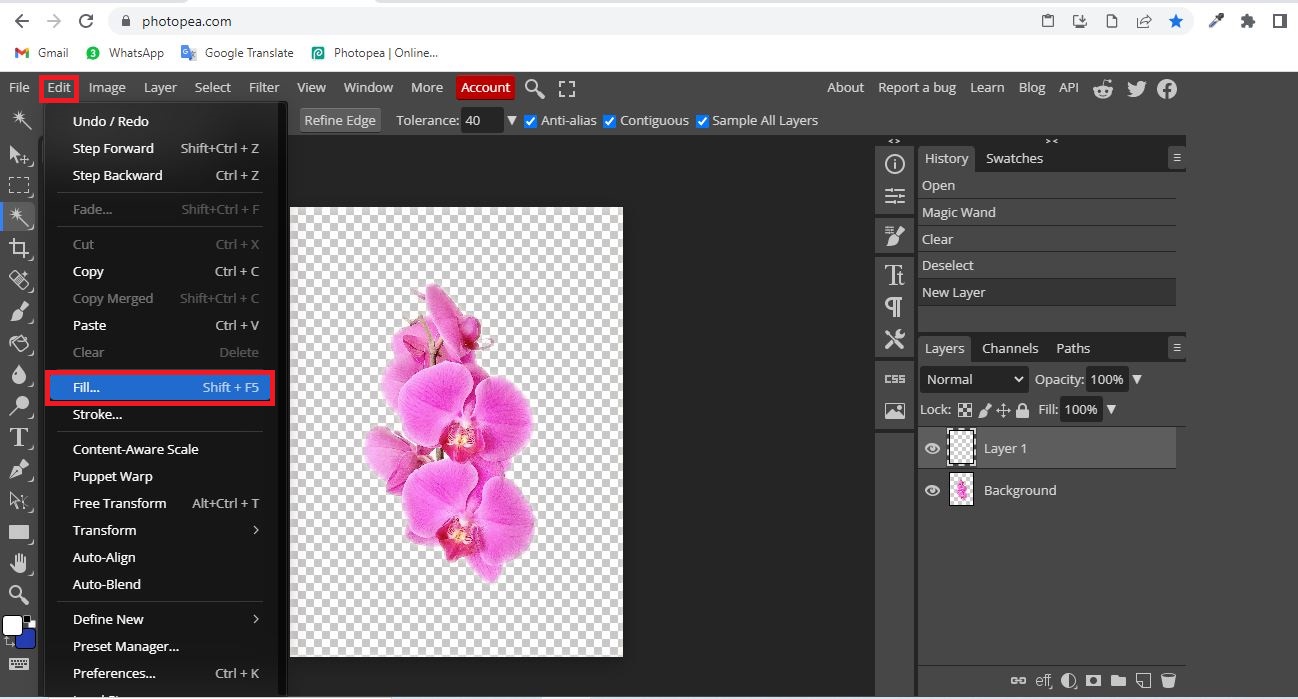 photopea.com
Gmail 3 WhatsApp Google Translate Photopea | Online...
File Edit Image Layer Select Filter View Window More Account About Report a bug Learn Blog API
Refine Edge Tolerance: 40 Anti-alias Contiguous Sample All Layers
Undo / Redo
Step Forward Shift+Ctrl + Z
Step Backward Ctrl + Z
Fade... Shift+Ctrl + F
Cut Ctrl + X
Copy Ctrl + C
Copy Merged Shift+Ctrl + C
Paste Ctrl + V
Clear Delete
Fill... Shift + F5
Stroke...
Content-Aware Scale
Puppet Warp
Free Transform Alt+Ctrl + T
Transform >
Auto-Align
Auto-Blend
Define New >
Preset Manager...
Preferences... Ctrl + K
< >
> <
History Swatches
Open
Magic Wand
Clear
Deselect
New Layer
CSS
Layers Channels Paths
Normal Opacity: 100%
Lock: Fill: 100%
Layer 1
Background
eff